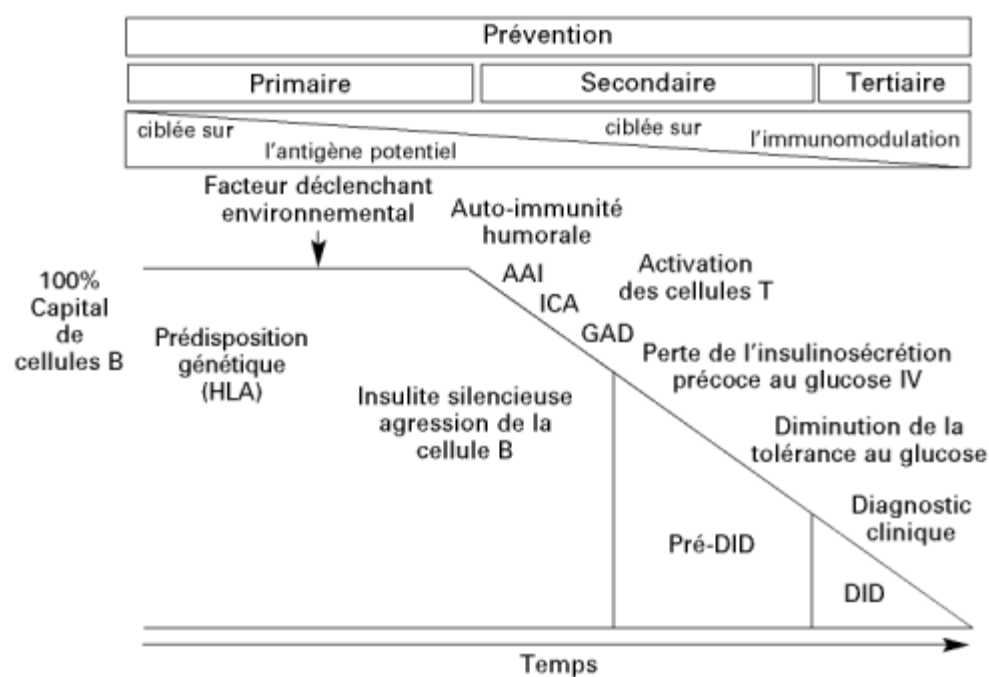 Prévention
Primaire
Secondaire
Tertiaire
ciblée sur
l'antigène potentiel
ciblée sur
l'immunomodulation
Facteur déclenchant
environnemental
Auto-immunité
humorale
AAI
ICA
GAD
Activation
des cellules T
100%
Capital
de
cellules B
Prédisposition
génétique
(HLA)
Insulite silencieuse
agression de la
cellule B
Perte de l'insulinosécrétion
précoce au glucose IV
Diminution de la
tolérance au glucose
Diagnostic
clinique
Pré-DID
DID
Temps